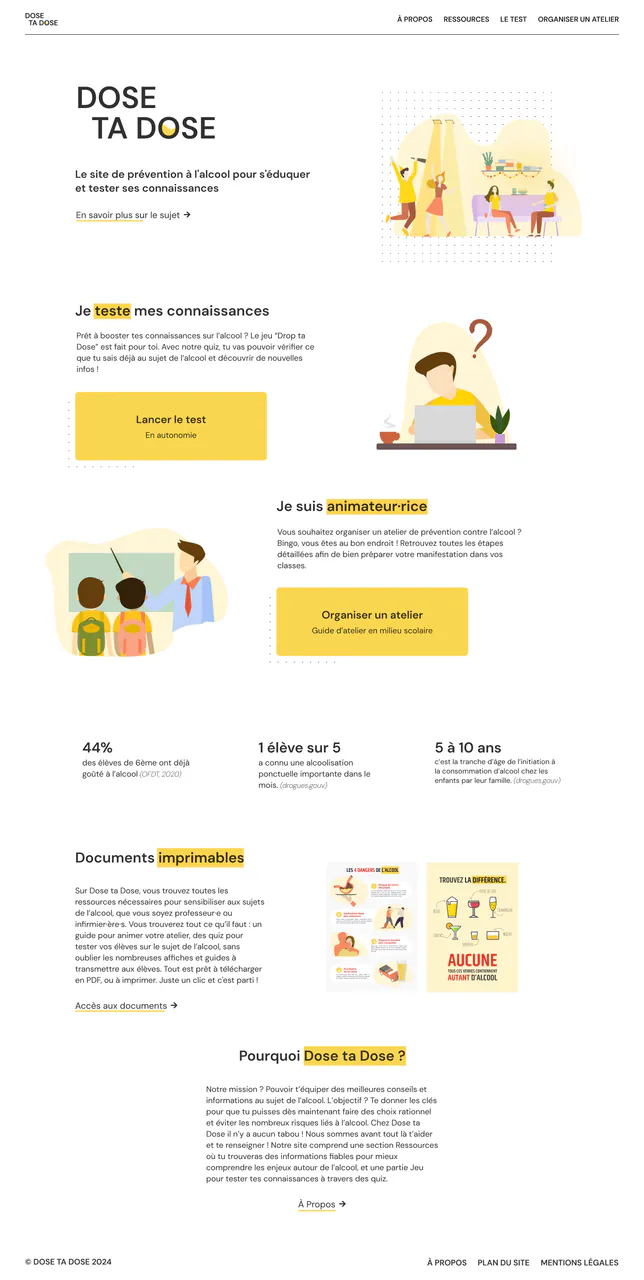 DOSE
TA DOSE
À PROPOS RESSOURCES LE TEST ORGANISER UN ATELIER
DOSE
TA DOSE
Le site de prévention à l'alcool pour s'éduquer
et tester ses connaissances
En savoir plus sur le sujet →
Je teste mes connaissances
Prêt à booster tes connaissances sur l'alcool ? Le jeu "Drop ta
Dose" est fait pour toi. Avec notre quiz, tu vas pouvoir vérifier ce
que tu sais déjà au sujet de l'alcool et découvrir de nouvelles
infos !
Lancer le test
En autonomie
Je suis animateur·rice
Vous souhaitez organiser un atelier de prévention contre l'alcool ?
Bingo, vous êtes au bon endroit ! Retrouvez toutes les étapes
détaillées afin de bien préparer votre manifestation dans vos
classes.
Organiser un atelier
Guide d'atelier en milieu scolaire
44%
des élèves de 6ème ont déjà
goûté à l'alcool (OFDT, 2020)
1 élève sur 5
a connu une alcoolisation
ponctuelle importante dans le
mois. (drogues.gouv)
5 à 10 ans
c'est la tranche d'âge de l'initiation à
la consommation d'alcool chez les
enfants par leur famille. (drogues.gouv)
Documents imprimables
Sur Dose ta Dose, vous trouvez toutes les
ressources nécessaires pour sensibiliser aux sujets
de l'alcool, que vous soyez professeur·e ou
infirmier·ère·s. Vous trouverez tout ce qu'il faut : un
guide pour animer votre atelier, des quiz pour
tester vos élèves sur le sujet de l'alcool, sans
oublier les nombreuses affiches et guides à
transmettre aux élèves. Tout est prêt à télécharger
en PDF, ou à imprimer. Juste un clic et c'est parti !
Accès aux documents →
LES 4 DANGERS DE L'ALCOOL
TROUVEZ LA DIFFÉRENCE.
AUCUNE
TOUS CES VERRES CONTIENNENT
AUTANT D'ALCOOL
Pourquoi Dose ta Dose ?
Notre mission ? Pouvoir t'équiper des meilleures conseils et
informations au sujet de l'alcool. L'objectif ? Te donner les clés
pour que tu puisses dès maintenant faire des choix rationnel
et éviter les nombreux risques liés à l'alcool. Chez Dose ta
Dose il n'y a aucun tabou ! Nous sommes avant tout là t'aider
et te renseigner ! Notre site comprend une section Ressources
où tu trouveras des informations fiables pour mieux
comprendre les enjeux autour de l'alcool, et une partie Jeu
pour tester tes connaissances à travers des quiz.
À Propos →
© DOSE TA DOSE 2024
À PROPOS PLAN DU SITE MENTIONS LÉGALES